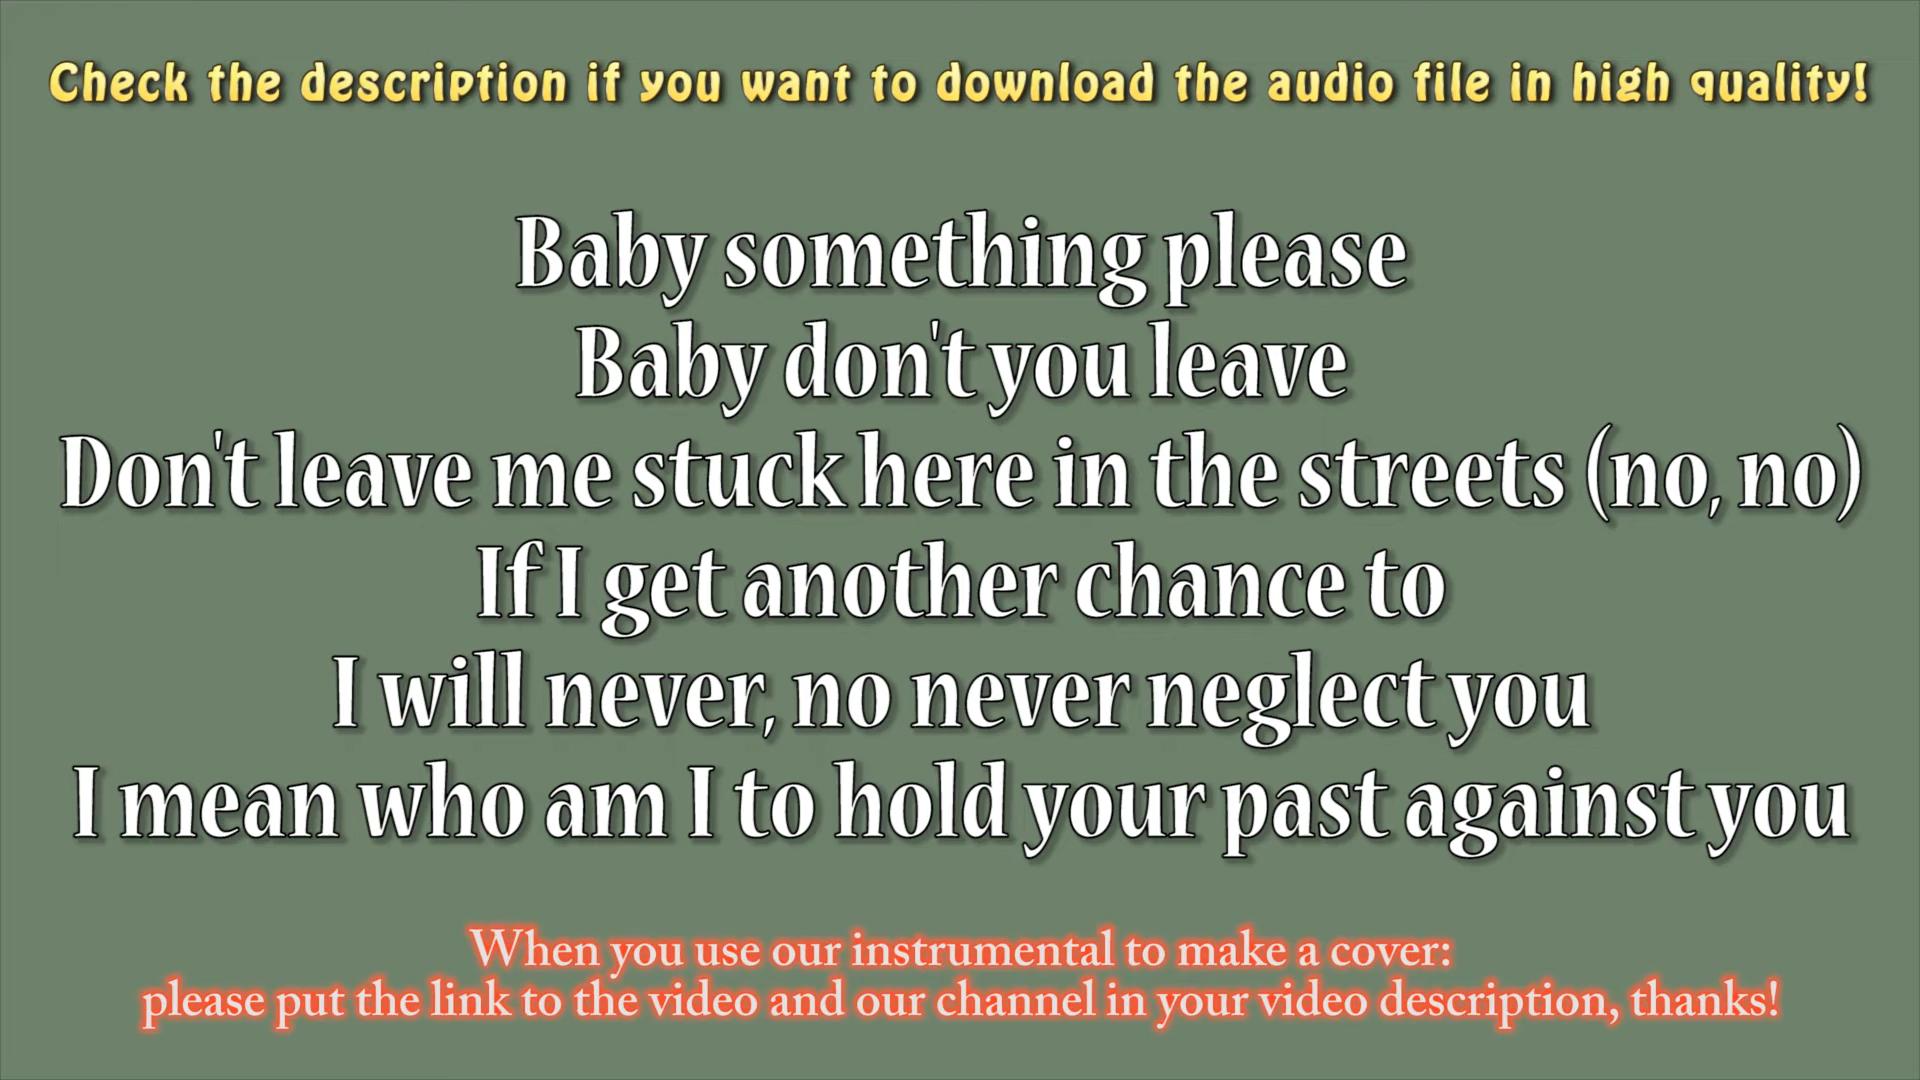 Check the description if you want to download the audio file in high quality!
Baby something please
Baby don't you leave
Don't leave me stuck here in the streets (no, no)
If I get another chance to
I will never, no never neglect you
I mean who am I to hold your past against you
When you use our instrumental to make a cover:
please put the link to the video and our channel in your video description, thanks!